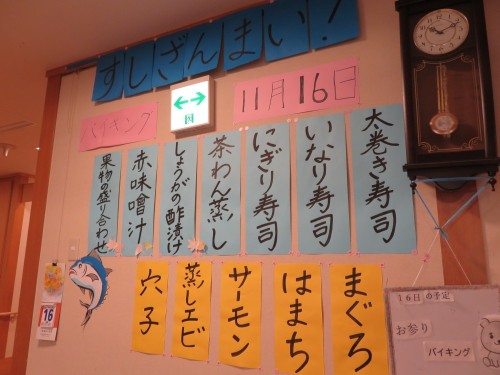 すしざんまい！
バイキング
11月16日
大巻き寿司
いなり寿司
にぎり寿司
茶わん蒸し
しょうがの酢漬け
赤味噌汁
果物の盛り合わせ
まぐろ
はまち
サーモン
蒸しエビ
穴子
16
16日の予定
お参り
バイキング